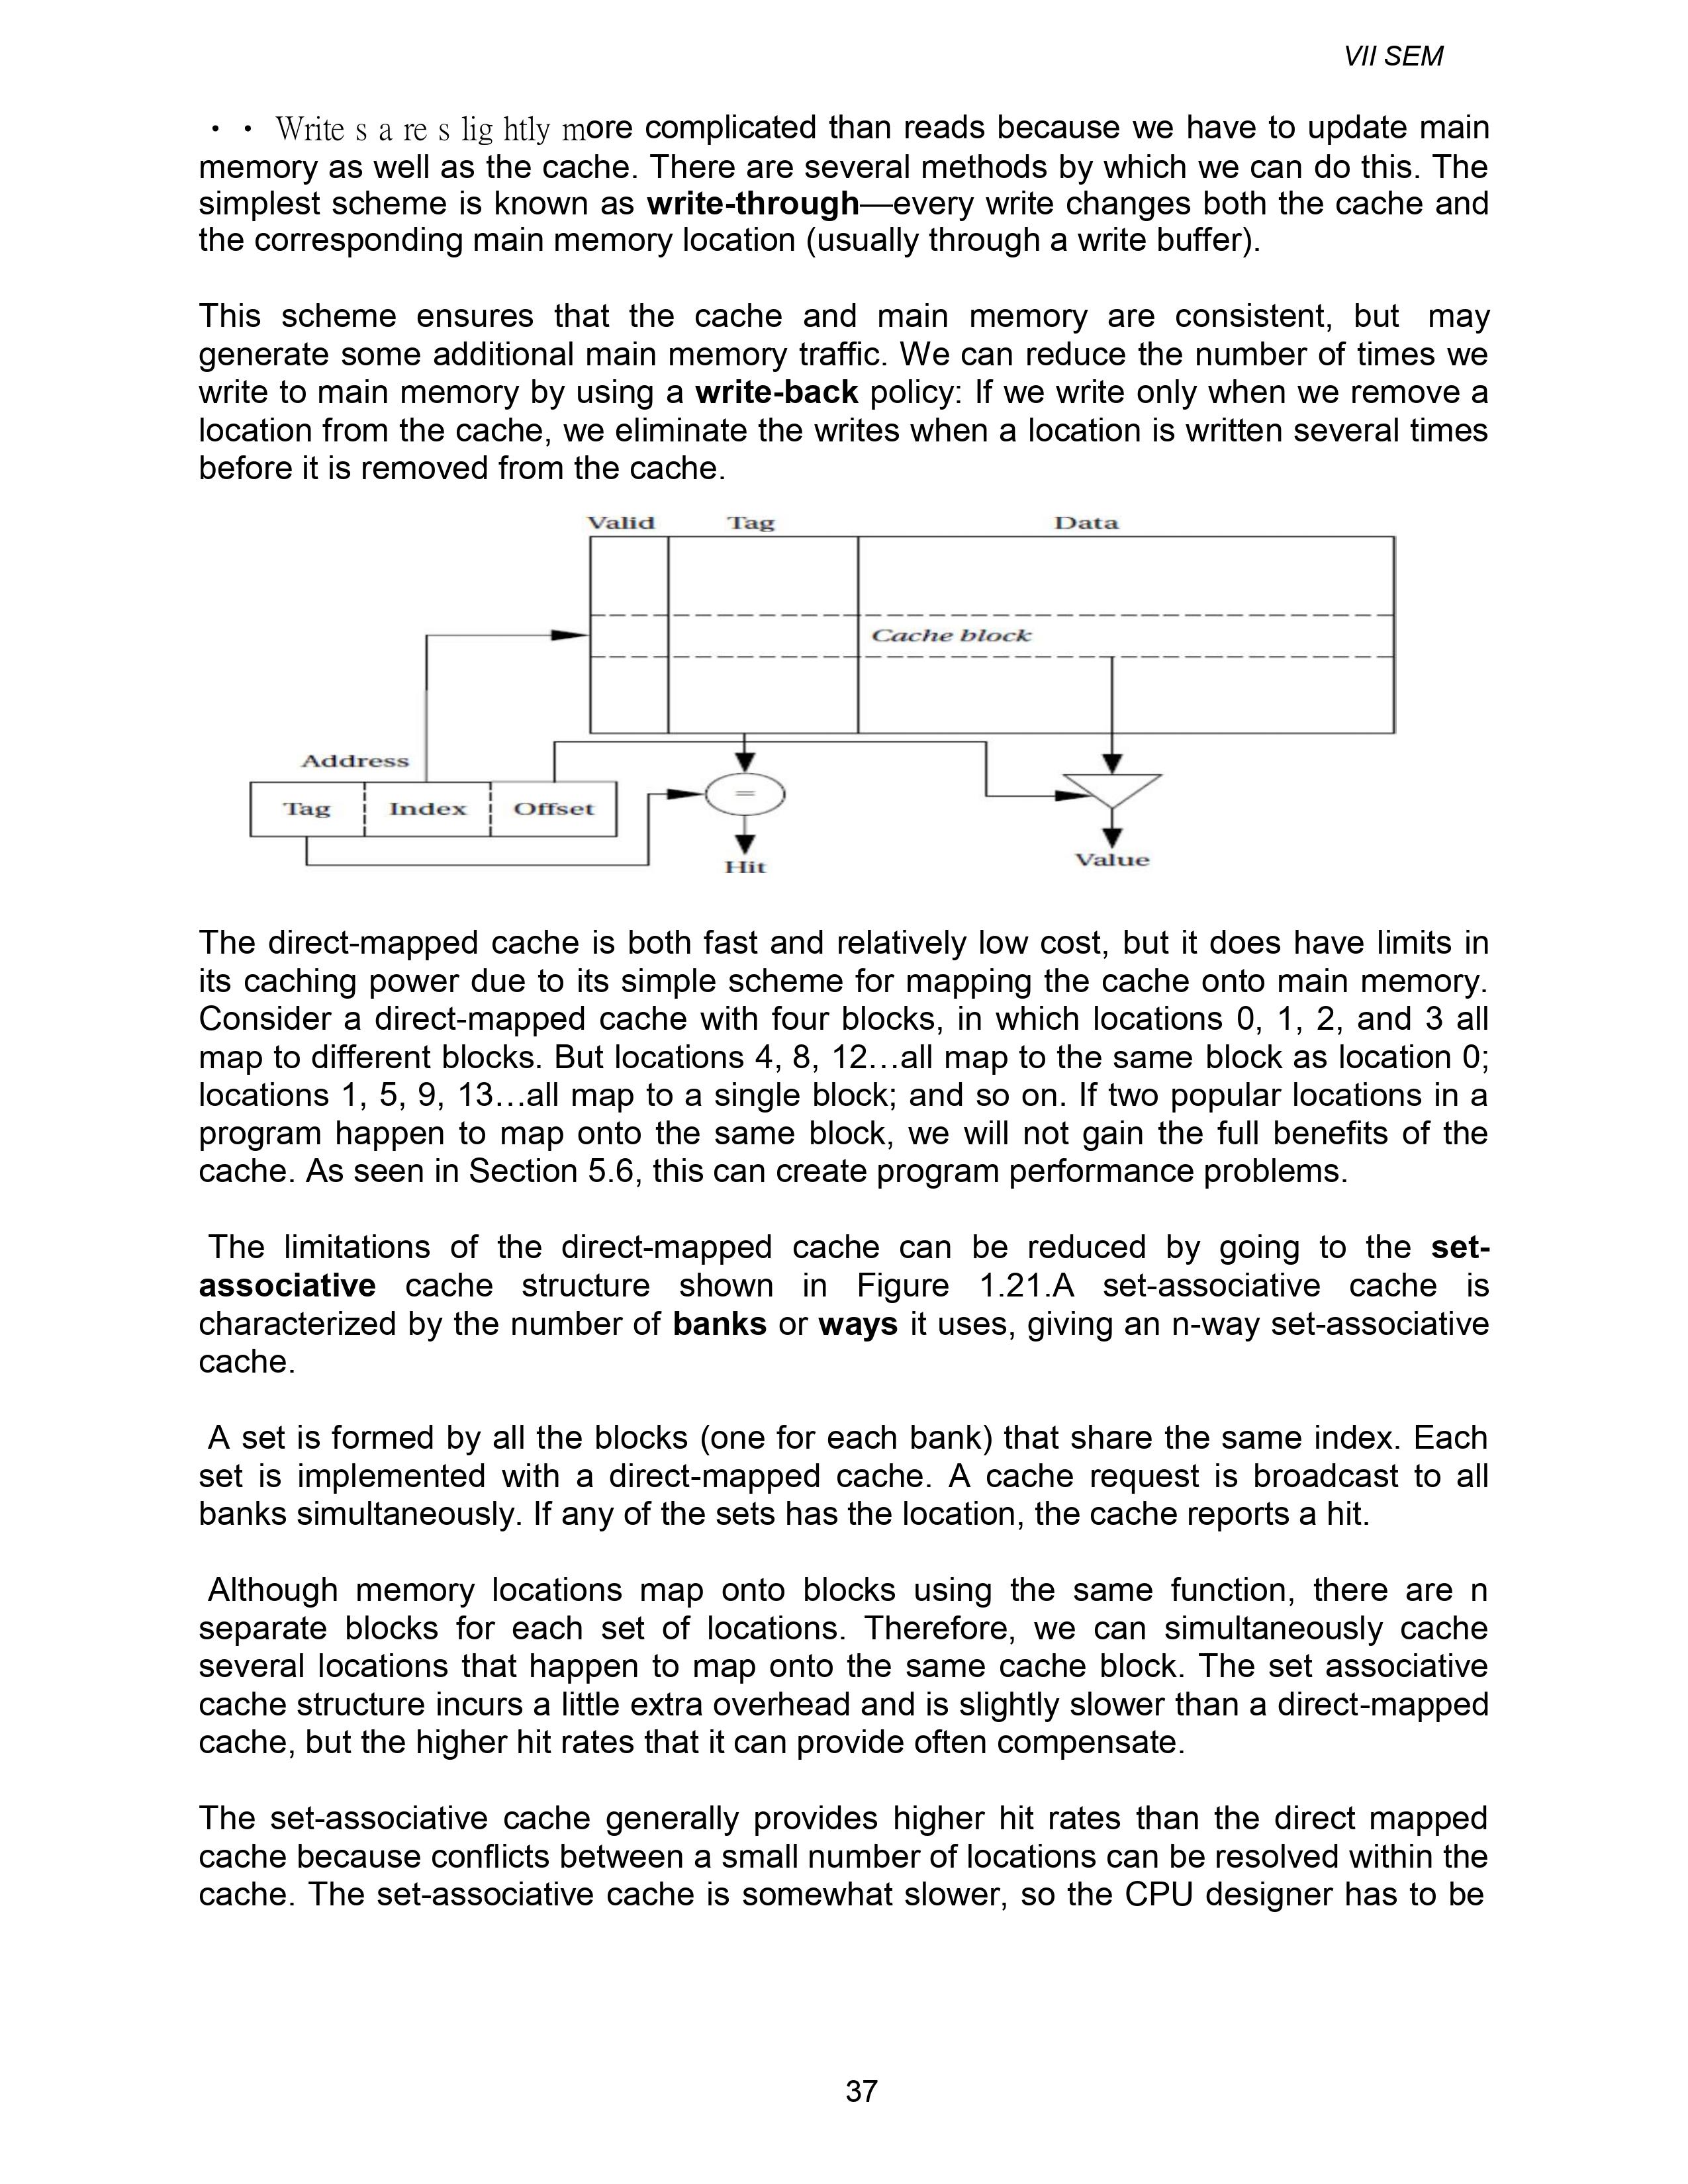 VII SEM
· · Write s a re s lig htly more complicated than reads because we have to update main
memory as well as the cache. There are several methods by which we can do this. The
simplest scheme is known as write-through—every write changes both the cache and
the corresponding main memory location (usually through a write buffer).
This scheme ensures that the cache and main memory are consistent, but may
generate some additional main memory traffic. We can reduce the number of times we
write to main memory by using a write-back policy: If we write only when we remove a
location from the cache, we eliminate the writes when a location is written several times
before it is removed from the cache.
Valid Tag Data
Cache block
Address
Tag Index Offset
=
Hit
Value
The direct-mapped cache is both fast and relatively low cost, but it does have limits in
its caching power due to its simple scheme for mapping the cache onto main memory.
Consider a direct-mapped cache with four blocks, in which locations 0, 1, 2, and 3 all
map to different blocks. But locations 4, 8, 12…all map to the same block as location 0;
locations 1, 5, 9, 13…all map to a single block; and so on. If two popular locations in a
program happen to map onto the same block, we will not gain the full benefits of the
cache. As seen in Section 5.6, this can create program performance problems.
The limitations of the direct-mapped cache can be reduced by going to the set-
associative cache structure shown in Figure 1.21.A set-associative cache is
characterized by the number of banks or ways it uses, giving an n-way set-associative
cache.
A set is formed by all the blocks (one for each bank) that share the same index. Each
set is implemented with a direct-mapped cache. A cache request is broadcast to all
banks simultaneously. If any of the sets has the location, the cache reports a hit.
Although memory locations map onto blocks using the same function, there are n
separate blocks for each set of locations. Therefore, we can simultaneously cache
several locations that happen to map onto the same cache block. The set associative
cache structure incurs a little extra overhead and is slightly slower than a direct-mapped
cache, but the higher hit rates that it can provide often compensate.
The set-associative cache generally provides higher hit rates than the direct mapped
cache because conflicts between a small number of locations can be resolved within the
cache. The set-associative cache is somewhat slower, so the CPU designer has to be
37